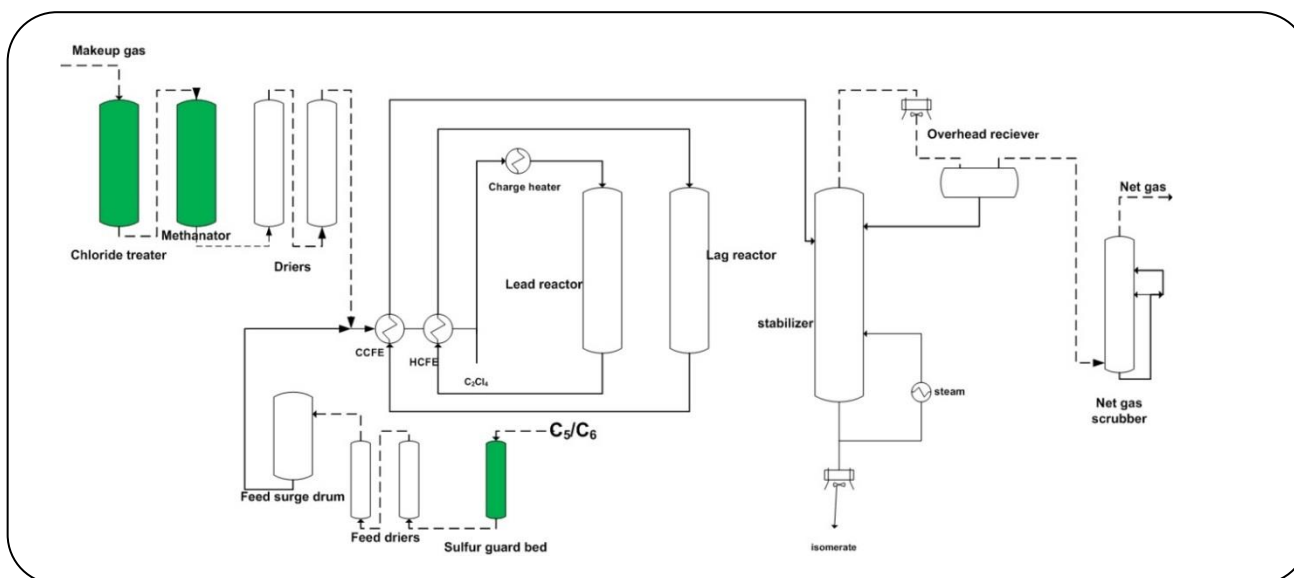 Makeup gas
Overhead reciever
Charge heater
Net gas
Methanator
Chloride treater
Driers
Lag reactor
Lead reactor
stabilizer
CCFE
HCFE
C₂Cl₄
steam
Net gas
scrubber
C₅/C₆
Feed surge drum
Feed driers
Sulfur guard bed
isomerate